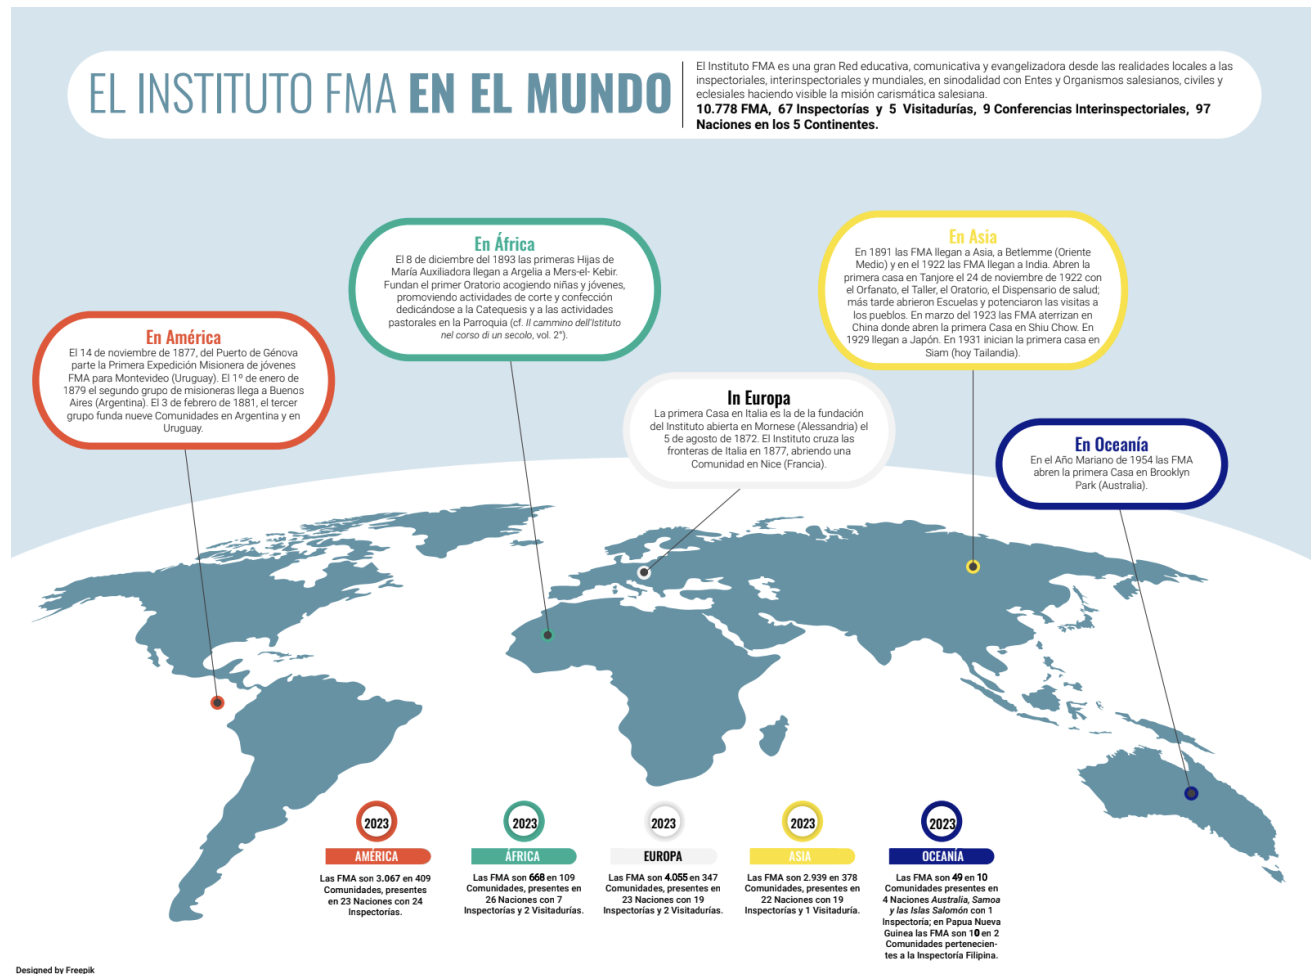 EL INSTITUTO FMA EN EL MUNDO
El Instituto FMA es una gran Red educativa, comunicativa y evangelizadora desde las realidades locales a las
inspectoriales, interinspectoriales y mundiales, en sinodalidad con Entes y Organismos salesianos, civiles y
eclesiales haciendo visible la misión carismática salesiana.
10.778 FMA, 67 Inspectorías y 5 Visitadurías, 9 Conferencias Interinspectoriales, 97
Naciones en los 5 Continentes.
En América
El 14 de noviembre de 1877, del Puerto de Génova
parte la Primera Expedición Misionera de jóvenes
FMA para Montevideo (Uruguay). El 1º de enero de
1879 el segundo grupo de misioneras llega a Buenos
Aires (Argentina). El 3 de febrero de 1881, el tercer
grupo funda nueve Comunidades en Argentina y en
Uruguay.
En África
El 8 de diciembre del 1893 las primeras Hijas de
María Auxiliadora llegan a Argelia a Mers-el- Kebir.
Fundan el primer Oratorio acogiendo niñas y jóvenes,
promoviendo actividades de corte y confección
dedicándose a la Catequesis y a las actividades
pastorales en la Parroquia (cf. Il cammino dell'Istituto
nel corso di un secolo, vol. 2°).
In Europa
La primera Casa en Italia es la de la fundación
del Instituto abierta en Mornese (Alessandria) el
5 de agosto de 1872. El Instituto cruza las
fronteras de Italia en 1877, abriendo una
Comunidad en Nice (Francia).
En Asia
En 1891 las FMA llegan a Asia, a Betlemme (Oriente
Medio) y en el 1922 las FMA llegan a India. Abren la
primera casa en Tanjore el 24 de noviembre de 1922 con
el Orfanato, el Taller, el Oratorio, el Dispensario de salud;
más tarde abrieron Escuelas y potenciaron las visitas a
los pueblos. En marzo del 1923 las FMA aterrizan en
China donde abren la primera Casa en Shiu Chow. En
1929 llegan a Japón. En 1931 inician la primera casa en
Siam (hoy Tailandia).
En Oceanía
En el Año Mariano de 1954 las FMA
abren la primera Casa en Brooklyn
Park (Australia).
2023
AMÉRICA
Las FMA son 3.067 en 409
Comunidades, presentes
en 23 Naciones con 24
Inspectorías.
2023
ÁFRICA
Las FMA son 668 en 109
Comunidades, presentes en
26 Naciones con 7
Inspectorías y 2 Visitadurías.
2023
EUROPA
Las FMA son 4.055 en 347
Comunidades, presentes en
23 Naciones con 19
Inspectorías y 2 Visitadurías.
2023
ASIA
Las FMA son 2.939 en 378
Comunidades, presentes en
22 Naciones con 19
Inspectorías y 1 Visitaduría.
2023
OCEANÍA
Las FMA son 49 en 10
Comunidades presentes en
4 Naciones Australia, Samoa
y las Islas Salomón con 1
Inspectoría; en Papua Nueva
Guinea las FMA son 10 en 2
Comunidades pertenecien-
tes a la Inspectoría Filipina.
Designed by Freepik